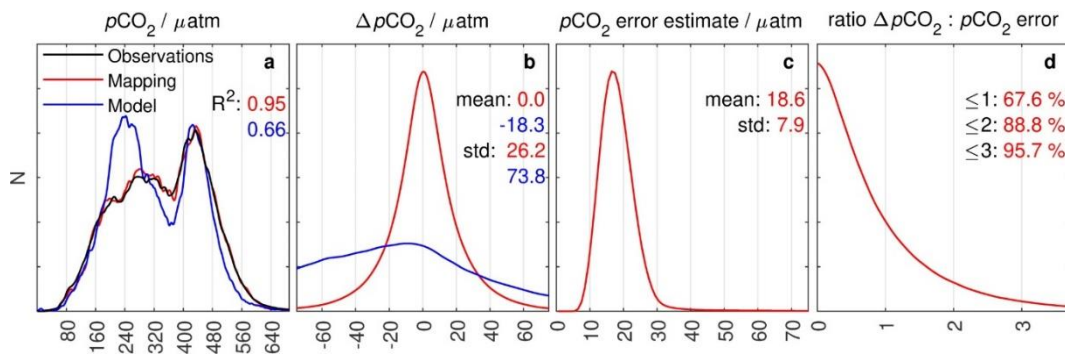 pCO2 / μatm
ΔpCO2 / μatm
pCO2 error estimate / μatm
ratio ΔpCO2 : pCO2 error
N
Observations
Mapping
Model
a
R2: 0.95
0.66
80 160 240 320 400 480 560 640
b
mean: 0.0
-18.3
std: 26.2
73.8
-60 -40 -20 0 20 40 60
c
mean: 18.6
std: 7.9
0 10 20 30 40 50 60 70
d
≤1: 67.6 %
≤2: 88.8 %
≤3: 95.7 %
0 1 2 3